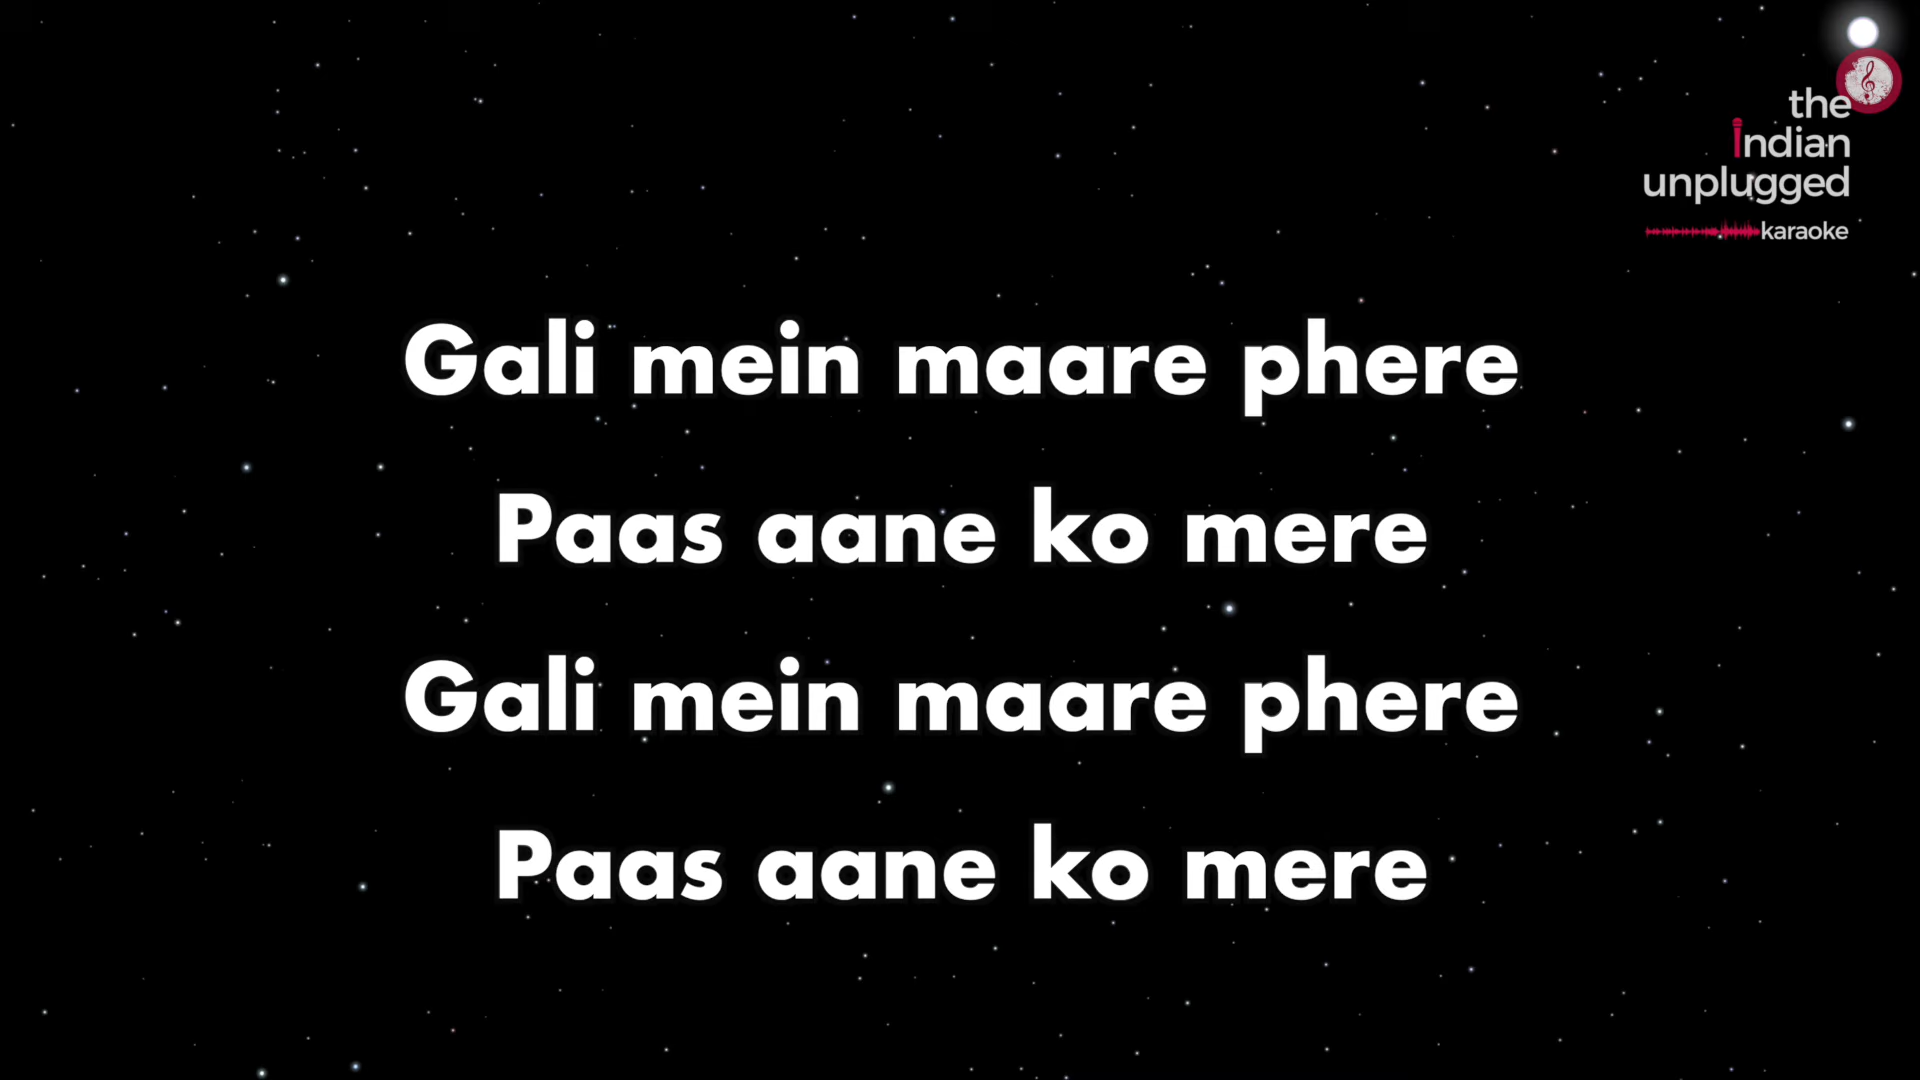 the
indian
unplugged
karaoke
Gali mein maare phere
Paas aane ko mere
Gali mein maare phere
Paas aane ko mere